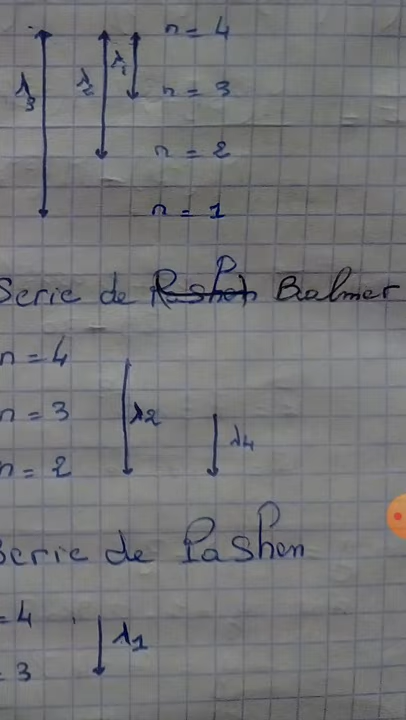 n = 4
λ3 λ2 λ1 n = 3
n = 2
n = 1
Serie de Balmer
n = 4
n = 3 λ2
n = 2 λ4
Serie de Pashen
= 4
λ1
= 3